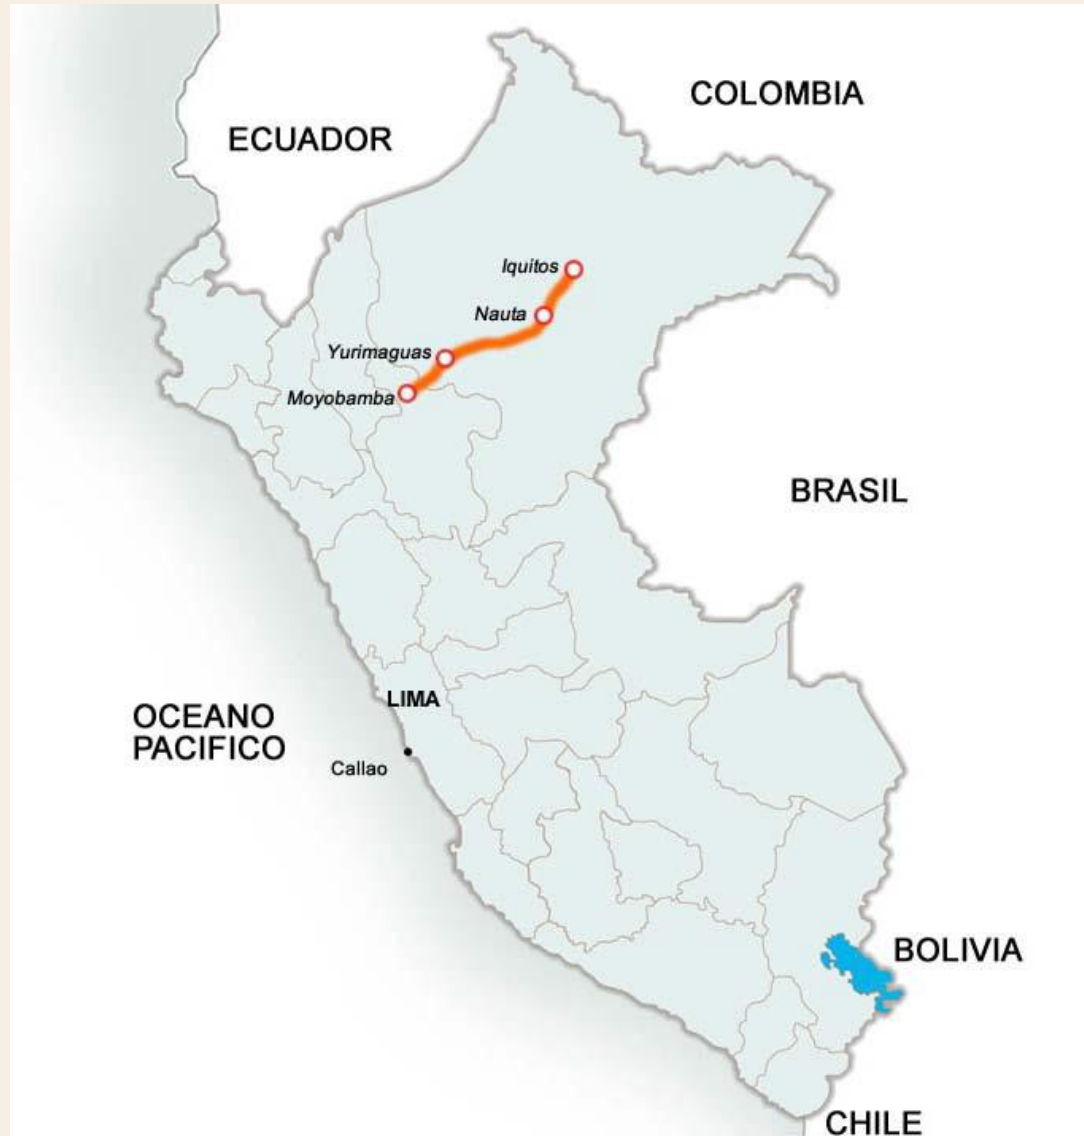 COLOMBIA
ECUADOR
Iquitos
Nauta
Yurimaguas
Moyobamba
BRASIL
LIMA
OCEANO
PACIFICO
Callao
BOLIVIA
CHILE